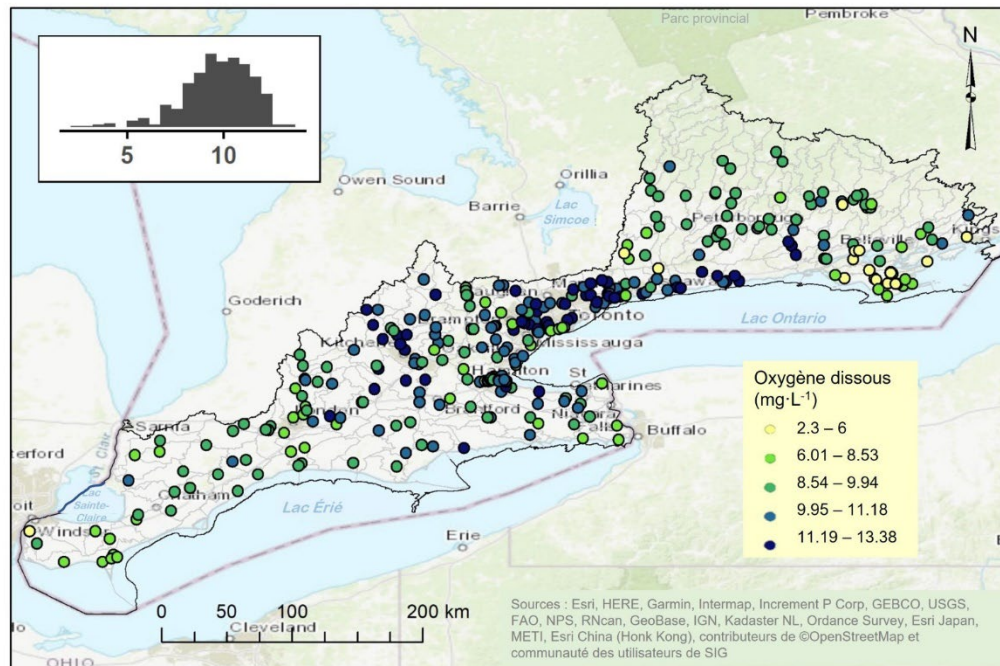 Parc provincial
Pembroke
N
5
10
Owen Sound
Orillia
Barrie
Lac
Simcoe
Peterborough
Belleville
Kings
Goderich
Lac Ontario
Toronto
Mississauga
Hamilton
St
Brantford
Niagara
Buffalo
London
Sarnia
St Clair
terford
oit
Lac
Sainte-
Claire
Windsor
Chatham
Lac Érié
Erie
Cleveland
OHIO
0
50
100
200 km
Oxygène dissous
(mg·L⁻¹)
2.3 – 6
6.01 – 8.53
8.54 – 9.94
9.95 – 11.18
11.19 – 13.38
Sources : Esri, HERE, Garmin, Intermap, Increment P Corp, GEBCO, USGS,
FAO, NPS, RNcan, GeoBase, IGN, Kadaster NL, Ordance Survey, Esri Japan,
METI, Esri China (Honk Kong), contributeurs de ©OpenStreetMap et
communauté des utilisateurs de SIG